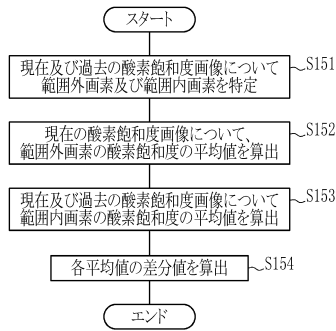 スタート
現在及び過去の酸素飽和度画像について
範囲外画素及び範囲内画素を特定
S151
現在の酸素飽和度画像について、
範囲外画素の酸素飽和度の平均値を算出
S152
現在及び過去の酸素飽和度画像について
範囲内画素の酸素飽和度の平均値を算出
S153
各平均値の差分値を算出
S154
エンド